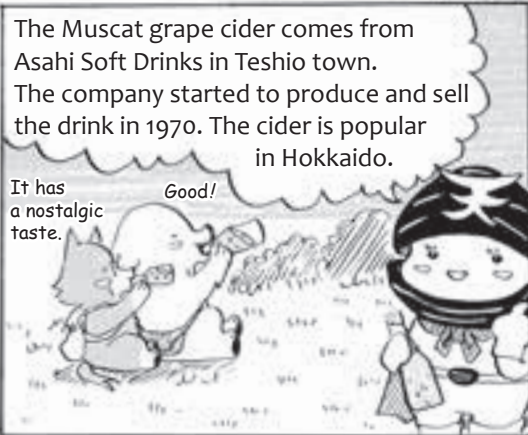 The Muscat grape cider comes from
Asahi Soft Drinks in Teshio town.
The company started to produce and sell
the drink in 1970. The cider is popular
in Hokkaido.
It has
a nostalgic
taste.
Good!
天